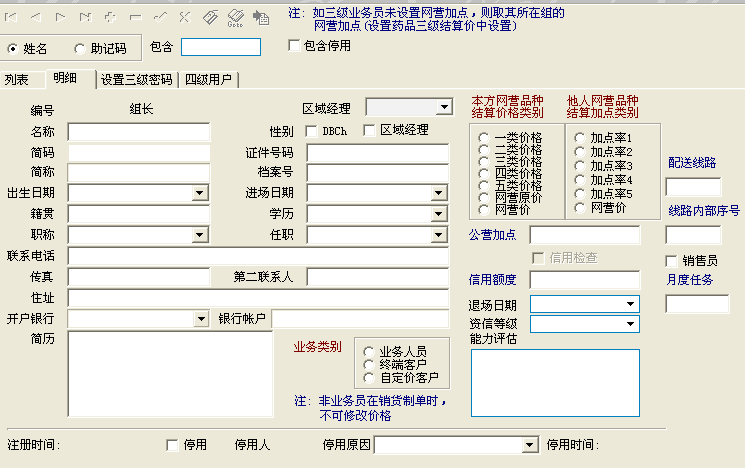 注: 如三级业务员未设置网营加点，则取其所在组的
网营加点(设置药品三级结算价中设置)
姓名 助记码 包含 包含停用
列表 明细 设置三级密码 四级用户
编号 组长 区域经理
名称 性别 DBCh 区域经理
简码 证件号码
简称 档案号
出生日期 进场日期
籍贯 学历
职称 任职
联系电话
传真 第二联系人
住址
开户银行 银行帐户
简历
业务类别
业务人员
终端客户
自定价客户
注: 非业务员在销货制单时，
不可修改价格
本方网营品种
结算价格类别
一类价格
二类价格
三类价格
四类价格
五类价格
网营原价
网营价
他人网营品种
结算加点类别
加点率1
加点率2
加点率3
加点率4
加点率5
网营价
配送线路
线路内部序号
公营加点
信用检查
销售员
信用额度
月度任务
退场日期
资信等级
能力评估
注册时间: 停用 停用人 停用原因 停用时间: